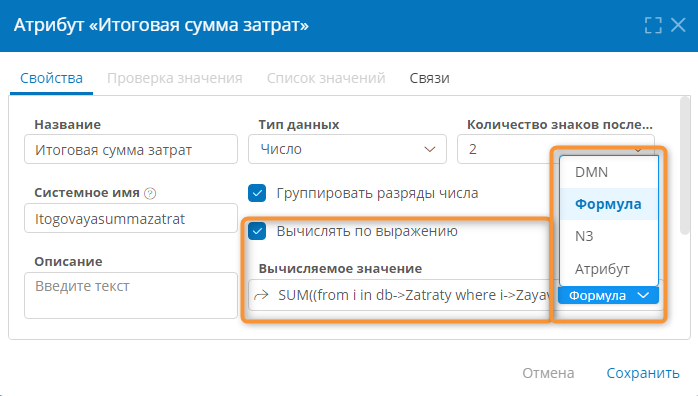 Атрибут «Итоговая сумма затрат»
Свойства Проверка значения Список значений Связи
Название Тип данных Количество знаков после...
Итоговая сумма затрат Число 2
DMN
Системное имя Группировать разряды числа
Формула
Itogovayasummazatrat
Вычислять по выражению
N3
Описание Вычисляемое значение
Атрибут
Введите текст SUM((from i in db->Zatraty where i->Zaya Формула
Отмена Сохранить